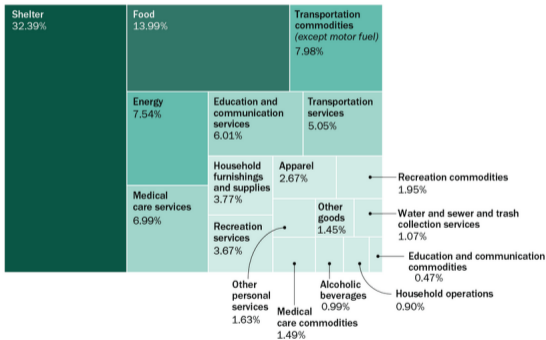 Shelter
32.39%
Food
13.99%
Transportation
commodities
(except motor fuel)
7.98%
Energy
7.54%
Education and
communication
services
6.01%
Transportation
services
5.05%
Medical
care services
6.99%
Household
furnishings
and supplies
3.77%
Apparel
2.67%
Recreation commodities
1.95%
Recreation
services
3.67%
Other
goods
1.45%
Water and sewer and trash
collection services
1.07%
Education and communication
commodities
0.47%
Other
personal
services
1.63%
Medical
care commodities
1.49%
Alcoholic
beverages
0.99%
Household operations
0.90%